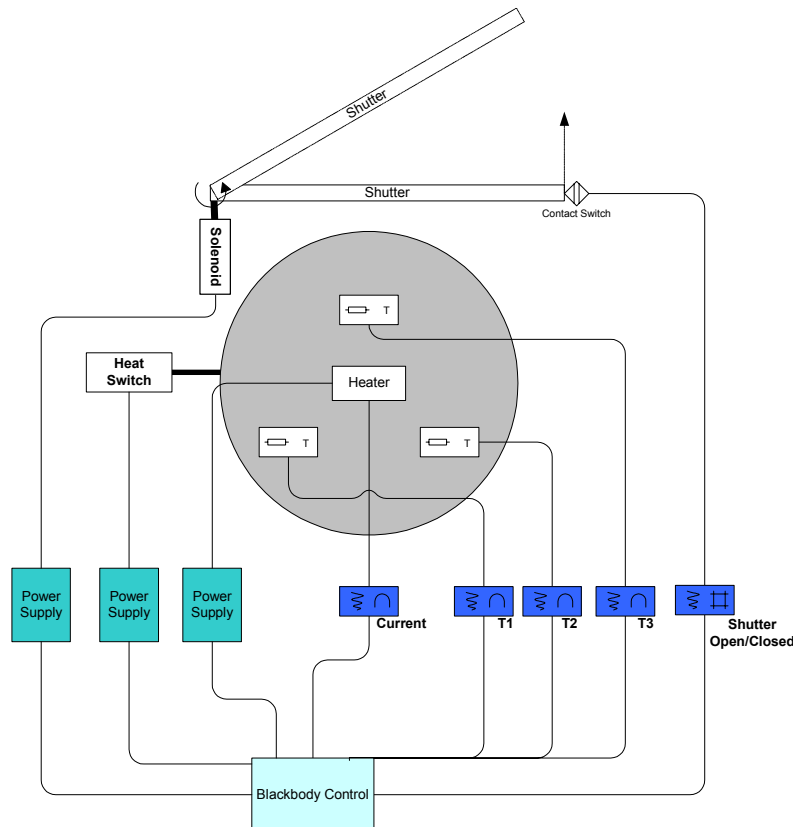 Shutter
Shutter
Contact Switch
Solenoid
T
Heat
Switch
Heater
T
T
Power
Supply
Power
Supply
Power
Supply
Current
T1
T2
T3
Shutter
Open/Closed
Blackbody Control